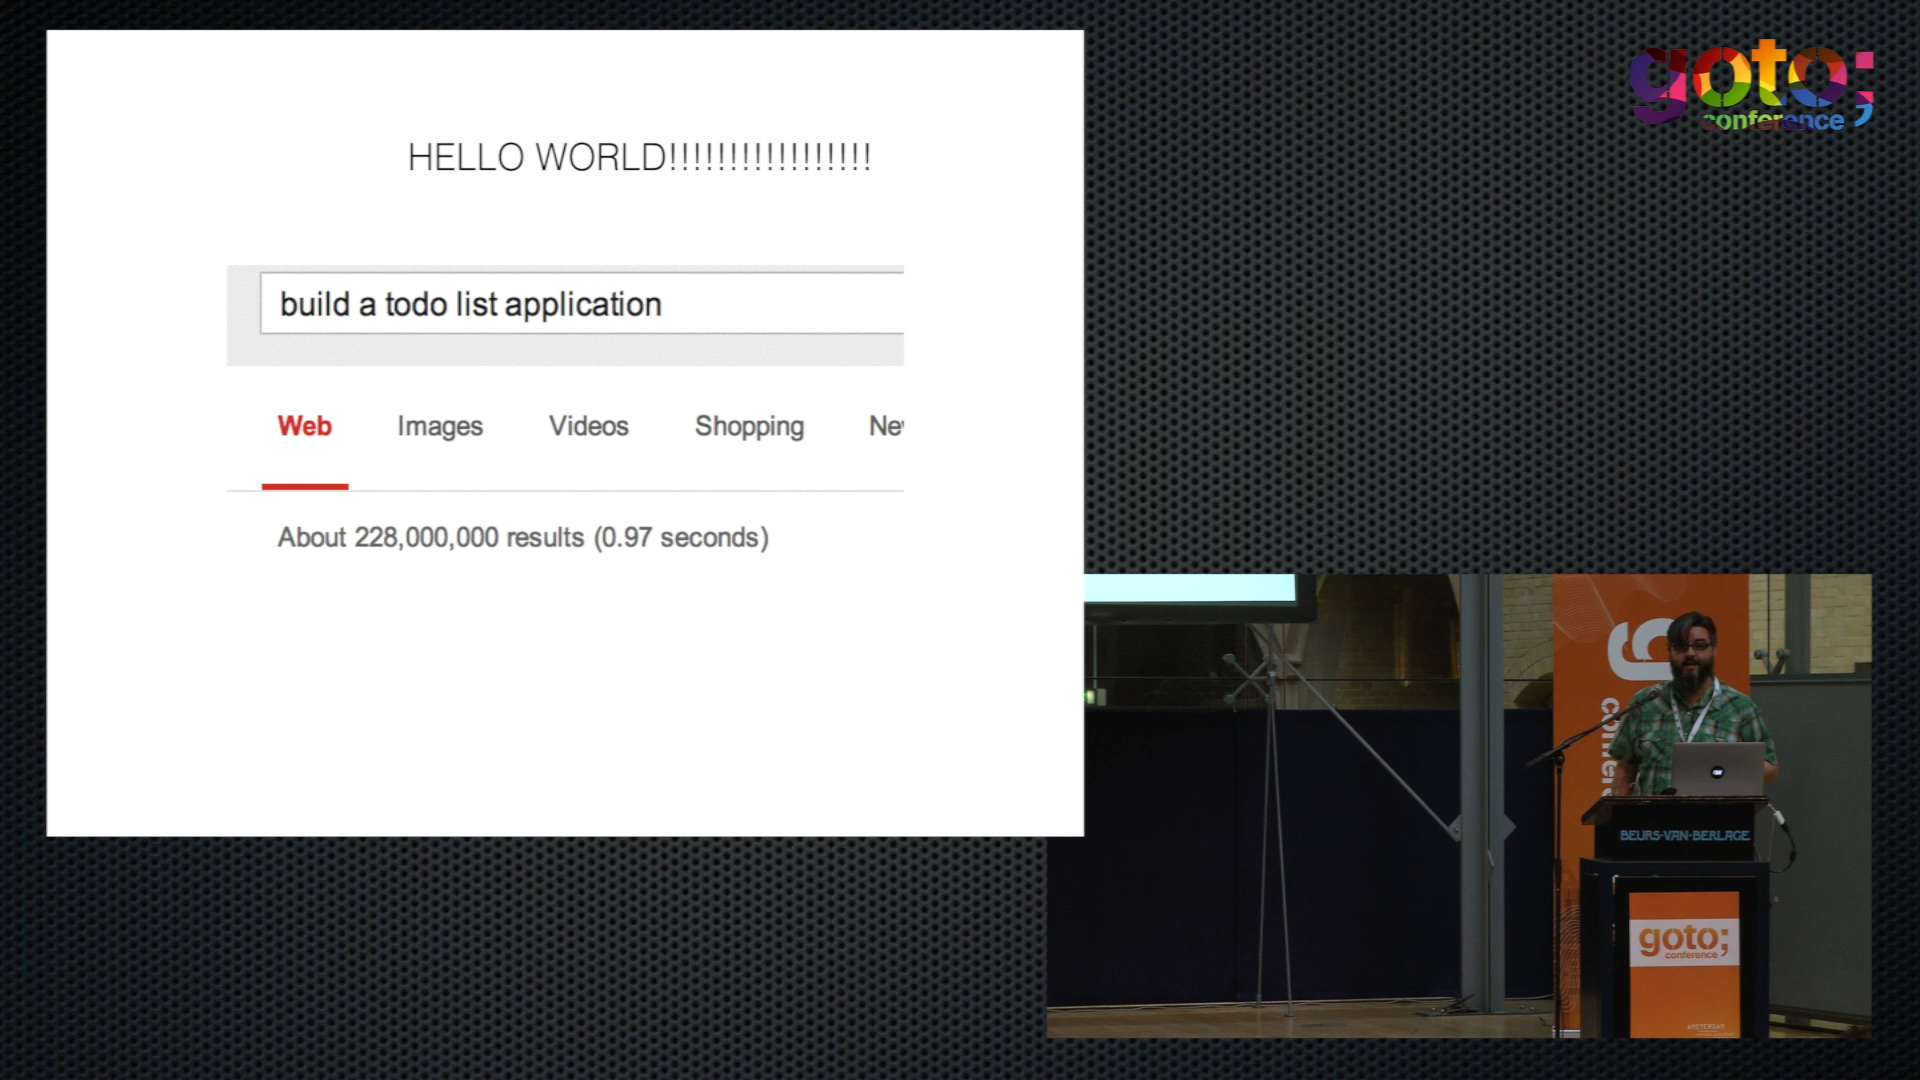 HELLO WORLD!!!!!!!!!!!!!!!!!
build a todo list application
Web Images Videos Shopping
About 228,000,000 results (0.97 seconds)
goto;
conference
BEURS-VAN-BERLAGE
goto;
conference
AMSTERDAM